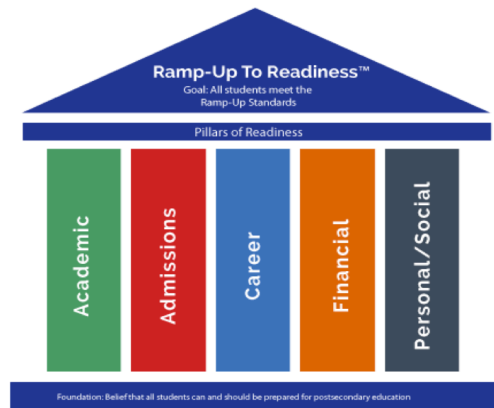 Ramp-Up To Readiness™
Goal: All students meet the
Ramp-Up Standards
Pillars of Readiness
Academic
Admissions
Career
Financial
Personal/Social
Foundation: Belief that all students can and should be prepared for postsecondary education